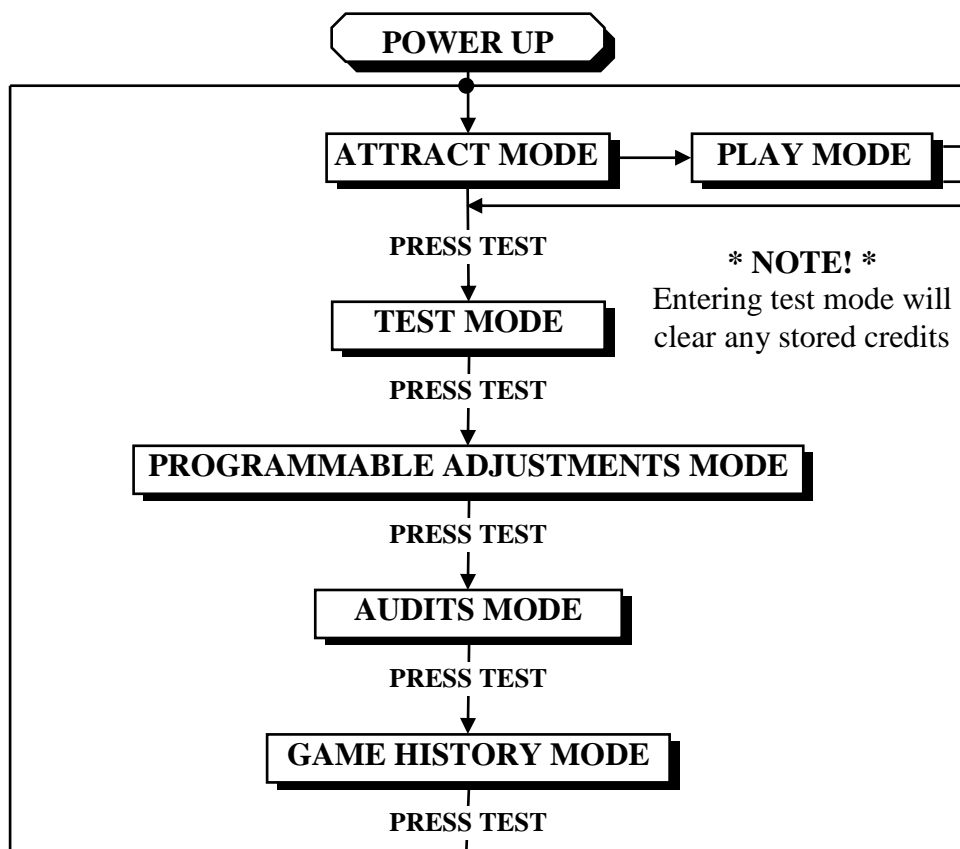 POWER UP
ATTRACT MODE
PLAY MODE
PRESS TEST
* NOTE! *
Entering test mode will
clear any stored credits
TEST MODE
PRESS TEST
PROGRAMMABLE ADJUSTMENTS MODE
PRESS TEST
AUDITS MODE
PRESS TEST
GAME HISTORY MODE
PRESS TEST